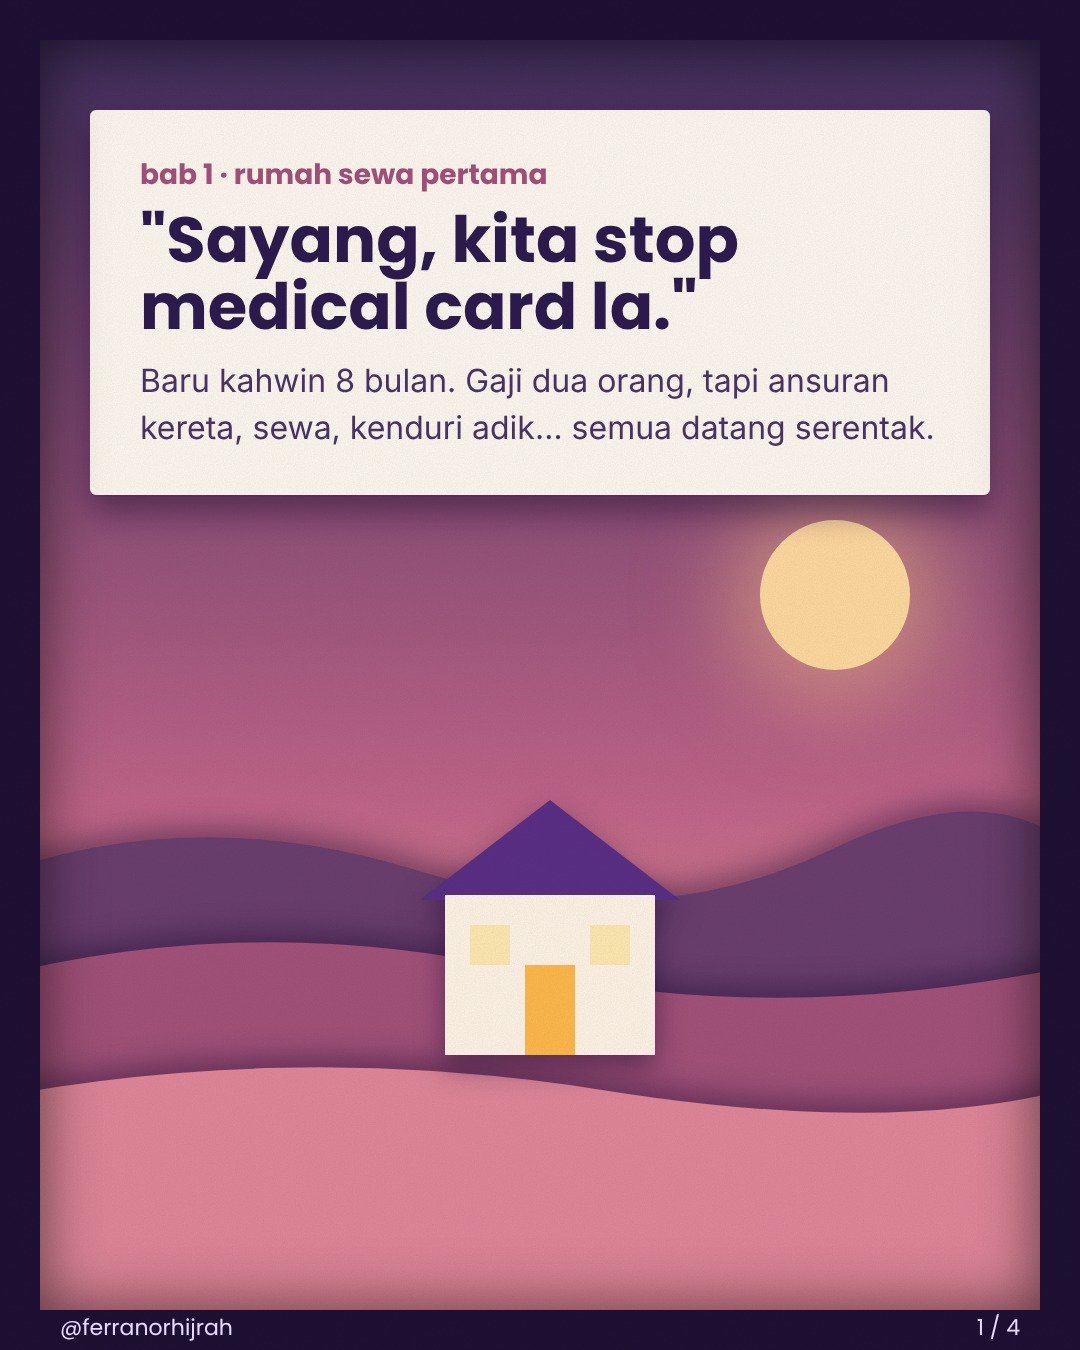 bab 1 · rumah sewa pertama
"Sayang, kita stop
medical card la."
Baru kahwin 8 bulan. Gaji dua orang, tapi ansuran
kereta, sewa, kenduri adik... semua datang serentak.
@ferranorhijrah
1 / 4